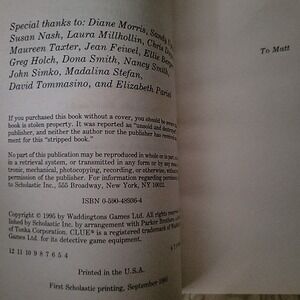 Special thanks to: Diane Morris, Sandy
Susan Nash, Laura Millhollin, Chris
Maureen Taxter, Jean Feiwel, Ellie Berger,
Greg Holch, Dona Smith, Nancy Smith,
John Simko, Madalina Stefan,
David Tommasino, and Elizabeth Parisi
To Matt
If you purchased this book without a cover, you should be
book is stolen property. It was reported as "unsold and
publisher, and neither the author nor the publisher has received
ment for this "stripped book."
No part of this publication may be reproduced in whole or in part,
in a retrieval system, or transmitted in any form or by any means,
tronic, mechanical, photocopying, recording, or otherwise, without
permission of the publisher. For information regarding permission,
to Scholastic Inc., 555 Broadway, New York, NY 10012.
ISBN 0-590-48936-4
Copyright © 1995 by Waddingtons Games Ltd. All rights
lished by Scholastic Inc. by arrangement with Parker Brothers,
of Tonka Corporation. CLUE® is a registered trademark of
Games Ltd. for its detective game equipment.
12 11 10 9 8 7 6 5 4
Printed in the U.S.A.
First Scholastic printing, September